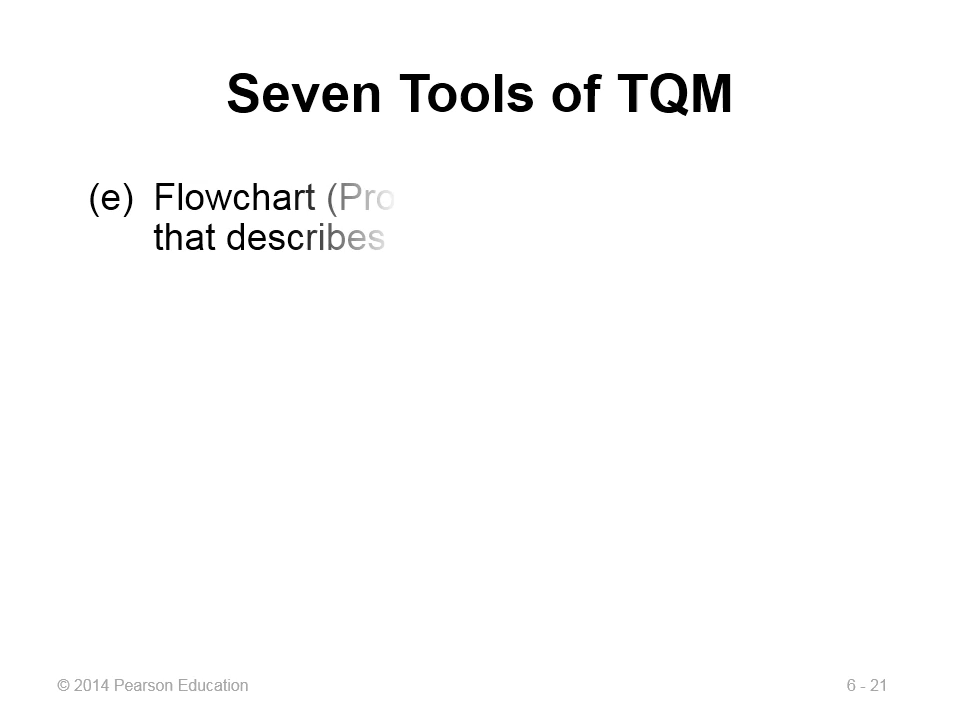 Seven Tools of TQM
(e) Flowchart (Pro
that describes
© 2014 Pearson Education
6 - 21